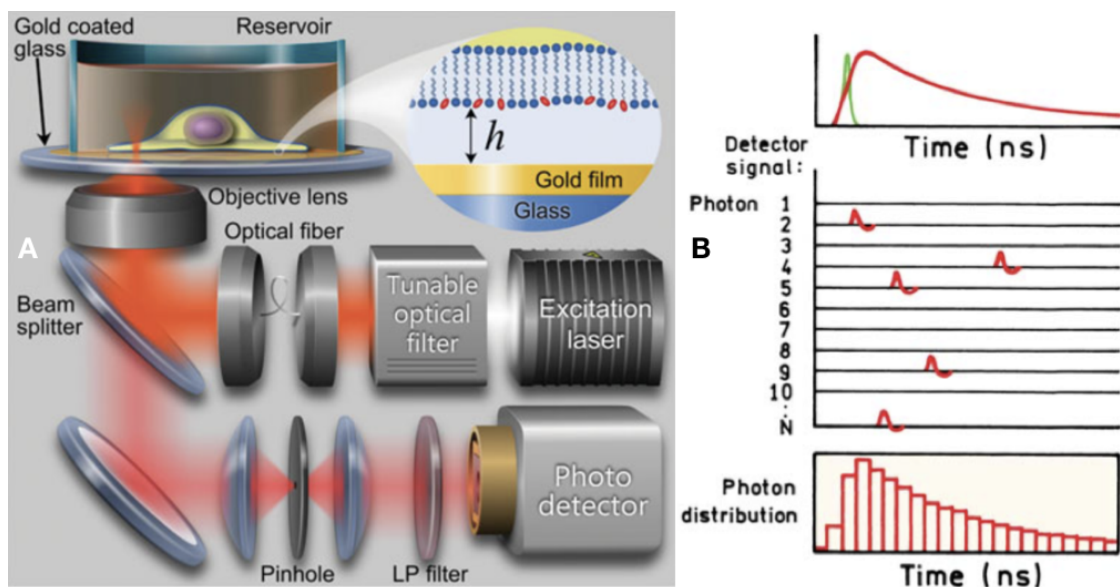 Gold coated
glass
Reservoir
h
Gold film
Glass
Objective lens
Optical fiber
A
Beam
splitter
Tunable
optical
filter
Excitation
laser
Photo
detector
Pinhole
LP filter
B
Time (ns)
Detector
signal:
Photon 1
2
3
4
5
6
7
8
9
10
:
N
Photon
distribution
Time (ns)